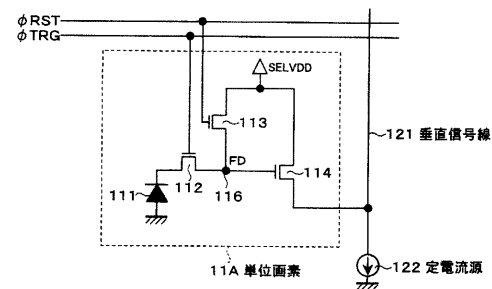 φRST
φTRG
SELVDD
113
FD
114
121 垂直信号線
111
112
116
11A 単位画素
122 定電流源